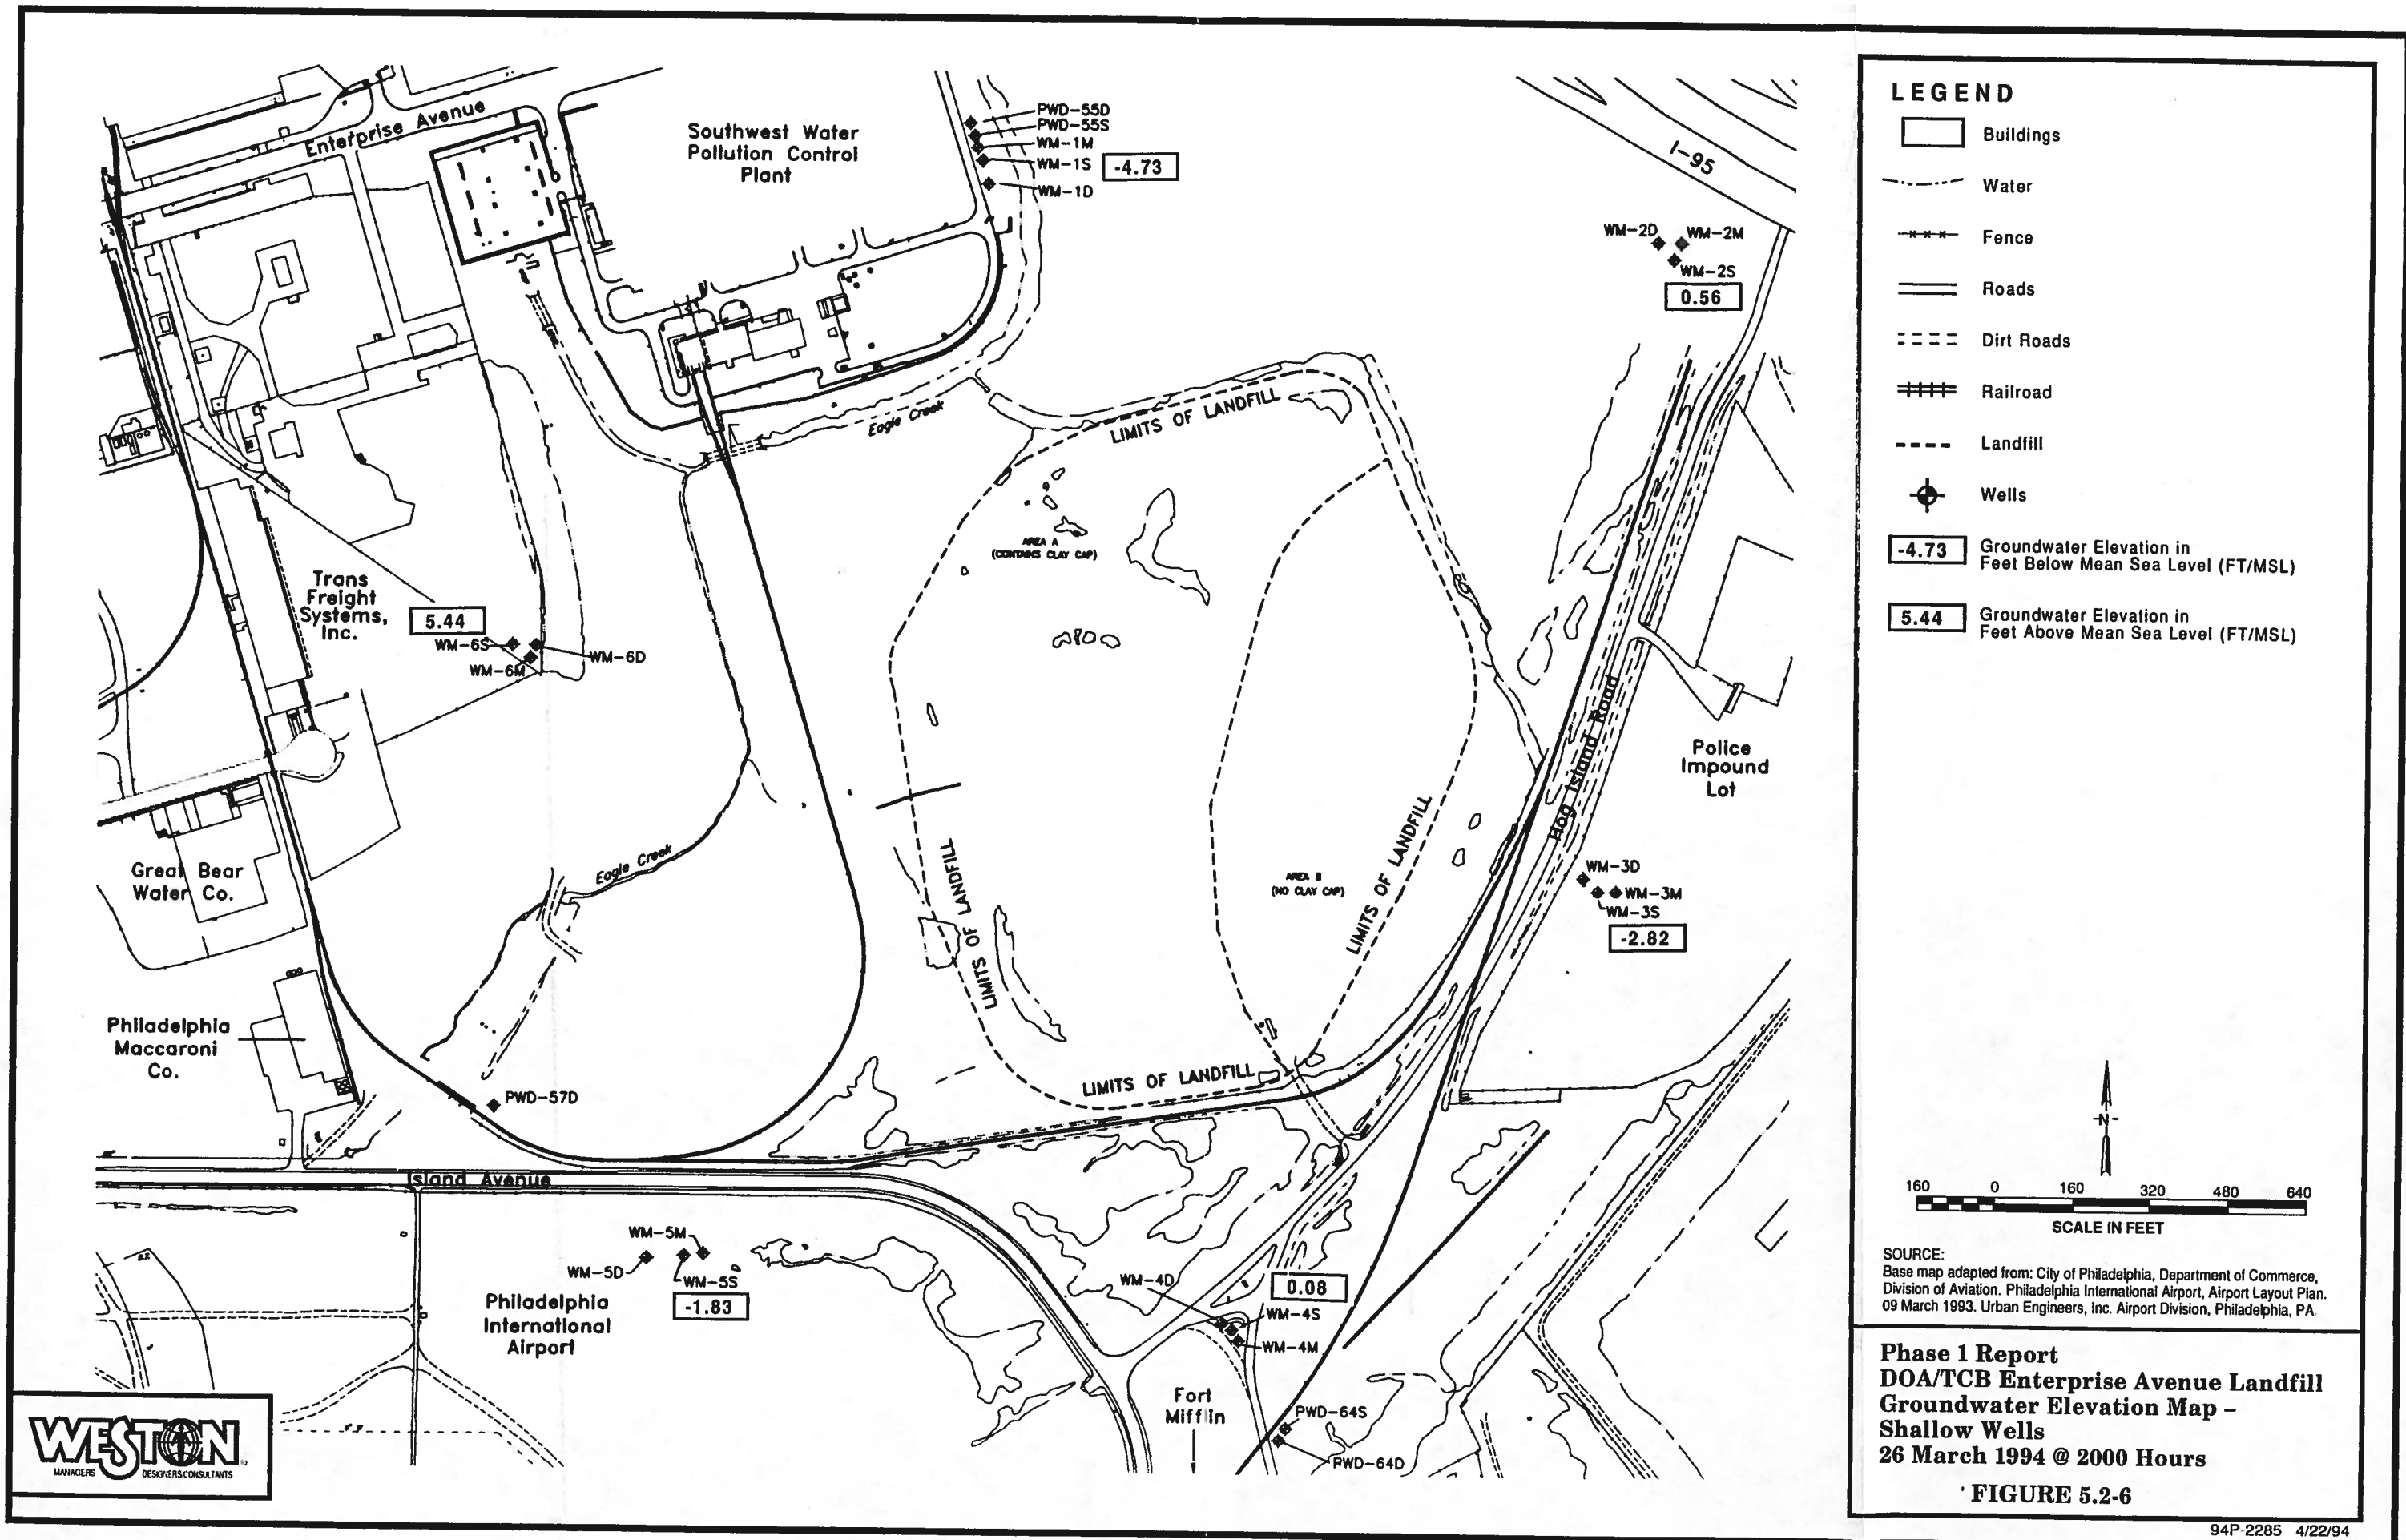 Enterprise Avenue
Southwest Water
Pollution Control
Plant
PWD-55D
PWD-55S
WM-1M
WM-1S
-4.73
WM-1D
I-95
WM-2D
WM-2M
WM-2S
0.56
Eagle Creek
LIMITS OF LANDFILL
AREA A
(CONTAINS CLAY CAP)
Trans
Freight
Systems,
Inc.
5.44
WM-6S
WM-6M
WM-6D
Hog Island Road
Police
Impound
Lot
Great Bear
Water Co.
Eagle Creek
LIMITS OF LANDFILL
LIMITS OF LANDFILL
AREA B
(NO CLAY CAP)
WM-3D
WM-3M
WM-3S
-2.82
Philadelphia
Maccaroni
Co.
PWD-57D
LIMITS OF LANDFILL
Island Avenue
WM-5M
WM-5D
WM-5S
-1.83
Philadelphia
International
Airport
WM-4D
0.08
WM-4S
WM-4M
Fort
Mifflin
PWD-64S
PWD-64D
WESTON
MANAGERS DESIGNERS/CONSULTANTS
LEGEND
Buildings
Water
Fence
Roads
Dirt Roads
Railroad
Landfill
Wells
-4.73 Groundwater Elevation in
Feet Below Mean Sea Level (FT/MSL)
5.44 Groundwater Elevation in
Feet Above Mean Sea Level (FT/MSL)
N
160 0 160 320 480 640
SCALE IN FEET
SOURCE:
Base map adapted from: City of Philadelphia, Department of Commerce,
Division of Aviation. Philadelphia International Airport, Airport Layout Plan.
09 March 1993. Urban Engineers, Inc. Airport Division, Philadelphia, PA.
Phase 1 Report
DOA/TCB Enterprise Avenue Landfill
Groundwater Elevation Map –
Shallow Wells
26 March 1994 @ 2000 Hours
FIGURE 5.2-6
94P-2285 4/22/94